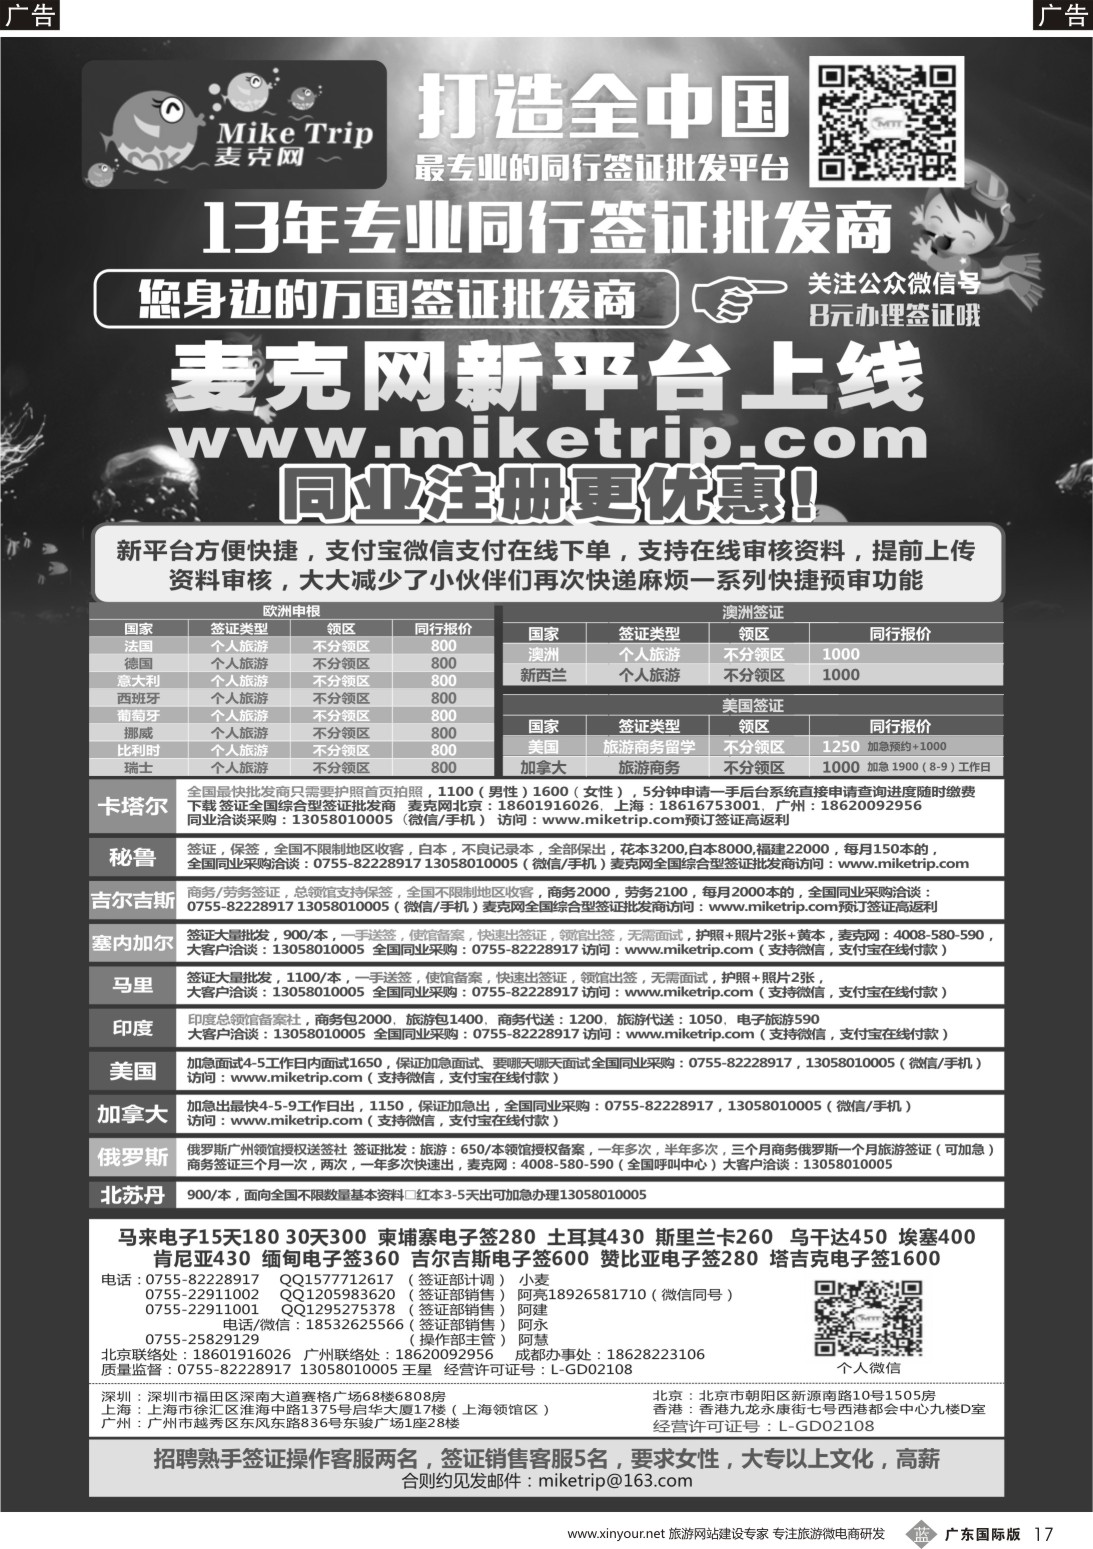 广告
广告
Mike Trip
麦克网
打造全中国
最专业的同行签证批发平台
13年专业同行签证批发商
您身边的万国签证批发商
关注公众微信号
8元办理签证哦
麦克网新平台上线
www.miketrip.com
同业注册更优惠!
新平台方便快捷，支付宝微信支付在线下单，支持在线审核资料，提前上传
资料审核，大大减少了小伙伴们再次快递麻烦一系列快捷预审功能
欧洲申根
国家 签证类型 领区 同行报价
法国 个人旅游 不分领区 800
德国 个人旅游 不分领区 800
意大利 个人旅游 不分领区 800
西班牙 个人旅游 不分领区 800
葡萄牙 个人旅游 不分领区 800
挪威 个人旅游 不分领区 800
比利时 个人旅游 不分领区 800
瑞士 个人旅游 不分领区 800
澳洲签证
国家 签证类型 领区 同行报价
澳洲 个人旅游 不分领区 1000
新西兰 个人旅游 不分领区 1000
美国签证
国家 签证类型 领区 同行报价
美国 旅游商务留学 不分领区 1250 加急预约+1000
加拿大 旅游商务 不分领区 1000 加急 1900（8-9）工作日
卡塔尔
全国最快批发商只需要护照首页拍照，1100（男性）1600（女性），5分钟申请一手后台系统直接申请查询进度随时缴费
下载 签证全国综合型签证批发商 麦克网北京：18601916026、上海：18616753001、广州：18620092956
同业洽谈采购：13058010005（微信/手机） 访问：www.miketrip.com预订签证高返利
秘鲁
签证，保签，全国不限制地区收客，白本，不良记录本，全部保出，花本3200,白本8000,福建22000，每月150本的，
全国同业采购洽谈：0755-82228917 13058010005（微信/手机）麦克网全国综合型签证批发商访问：www.miketrip.com
吉尔吉斯
商务/劳务签证，总领馆支持保签，全国不限制地区收客，商务2000，劳务2100，每月2000本的，全国同业采购洽谈：
0755-82228917 13058010005（微信/手机）麦克网全国综合型签证批发商访问：www.miketrip.com预订签证高返利
塞内加尔
签证大量批发，900/本，一手送签，使馆备案，快速出签证，领馆出签，无需面试，护照+照片2张+黄本，麦克网：4008-580-590，
大客户洽谈：13058010005 全国同业采购：0755-82228917 访问：www.miketrip.com（支持微信，支付宝在线付款）
马里
签证大量批发，1100/本，一手送签，使馆备案，快速出签证，领馆出签，无需面试，护照+照片2张，
大客户洽谈：13058010005 全国同业采购：0755-82228917 访问：www.miketrip.com（支持微信，支付宝在线付款）
印度
印度总领馆备案社，商务包2000、旅游包1400、商务代送：1200、旅游代送：1050、电子旅游590
大客户洽谈：13058010005 全国同业采购：0755-82228917 访问：www.miketrip.com（支持微信，支付宝在线付款）
美国
加急面试4-5工作日内面试1650，保证加急面试、要哪天哪天面试 全国同业采购：0755-82228917，13058010005（微信/手机）
访问：www.miketrip.com（支持微信，支付宝在线付款）
加拿大
加急出最快4-5-9工作日出，1150，保证加急出，全国同业采购：0755-82228917，13058010005（微信/手机）
访问：www.miketrip.com（支持微信，支付宝在线付款）
俄罗斯
俄罗斯广州领馆授权送签社 签证批发：旅游：650/本领馆授权备案，一年多次，半年多次，三个月商务俄罗斯一个月旅游签证（可加急）
商务签证三个月一次，两次，一年多次快速出，麦克网：4008-580-590（全国呼叫中心）大客户洽谈：13058010005
北苏丹
900/本，面向全国不限数量基本资料□红本3-5天出可加急办理13058010005
马来电子15天180 30天300 柬埔寨电子签280 土耳其430 斯里兰卡260 乌干达450 埃塞400
肯尼亚430 缅甸电子签360 吉尔吉斯电子签600 赞比亚电子签280 塔吉克电子签1600
电话：0755-82228917 QQ1577712617 （签证部计调） 小麦
0755-22911002 QQ1205983620 （签证部销售） 阿亮18926581710（微信同号）
0755-22911001 QQ1295275378 （签证部销售） 阿建
电话/微信：18532625566（签证部销售） 阿永
0755-25829129 （操作部主管） 阿慧
北京联络处：18601916026 广州联络处：18620092956 成都办事处：18628223106
质量监督：0755-82228917 13058010005 王星 经营许可证号：L-GD02108
个人微信
深圳：深圳市福田区深南大道赛格广场68楼6808房
上海：上海市徐汇区淮海中路1375号启华大厦17楼（上海领馆区）
广州：广州市越秀区东风东路836号东骏广场1座28楼
北京：北京市朝阳区新源南路10号1505房
香港：香港九龙永康街七号西港都会中心九楼D室
经营许可证号：L-GD02108
招聘熟手签证操作客服两名，签证销售客服5名，要求女性，大专以上文化，高薪
合则约见发邮件：miketrip@163.com
www.xinyour.net 旅游网站建设专家 专注旅游微电商研发 蓝 广东国际版 17